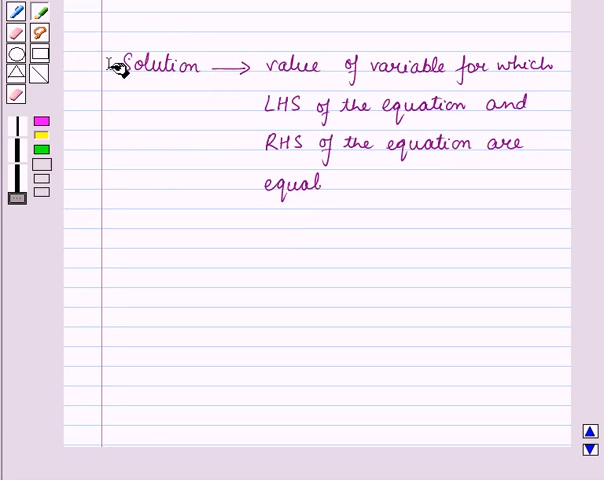 Solution → value of variable for which
LHS of the equation and
RHS of the equation are
equal